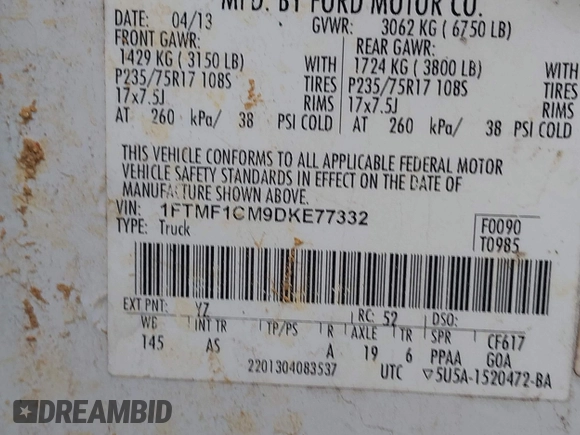 MFD. BY FORD MOTOR CO.
DATE: 04/13 GVWR: 3062 KG ( 6750 LB)
FRONT GAWR: REAR GAWR:
1429 KG ( 3150 LB) WITH 1724 KG ( 3800 LB) WITH
P235/75R17 108S TIRES P235/75R17 108S TIRES
17x7.5J RIMS 17x7.5J RIMS
AT 260 kPa/ 38 PSI COLD AT 260 kPa/ 38 PSI COLD
THIS VEHICLE CONFORMS TO ALL APPLICABLE FEDERAL MOTOR
VEHICLE SAFETY STANDARDS IN EFFECT ON THE DATE OF
MANUFACTURE SHOWN ABOVE.
VIN: 1FTMF1CM9DKE77332 F0090
TYPE: Truck T0985
EXT PNT: YZ RC: 52 DSO:
WB INT TR TP/PS R AXLE TR SPR CF617
145 AS A 19 6 PPAA GOA
2201304083537 UTC ▽5U5A-1520472-BA
DREAMBID